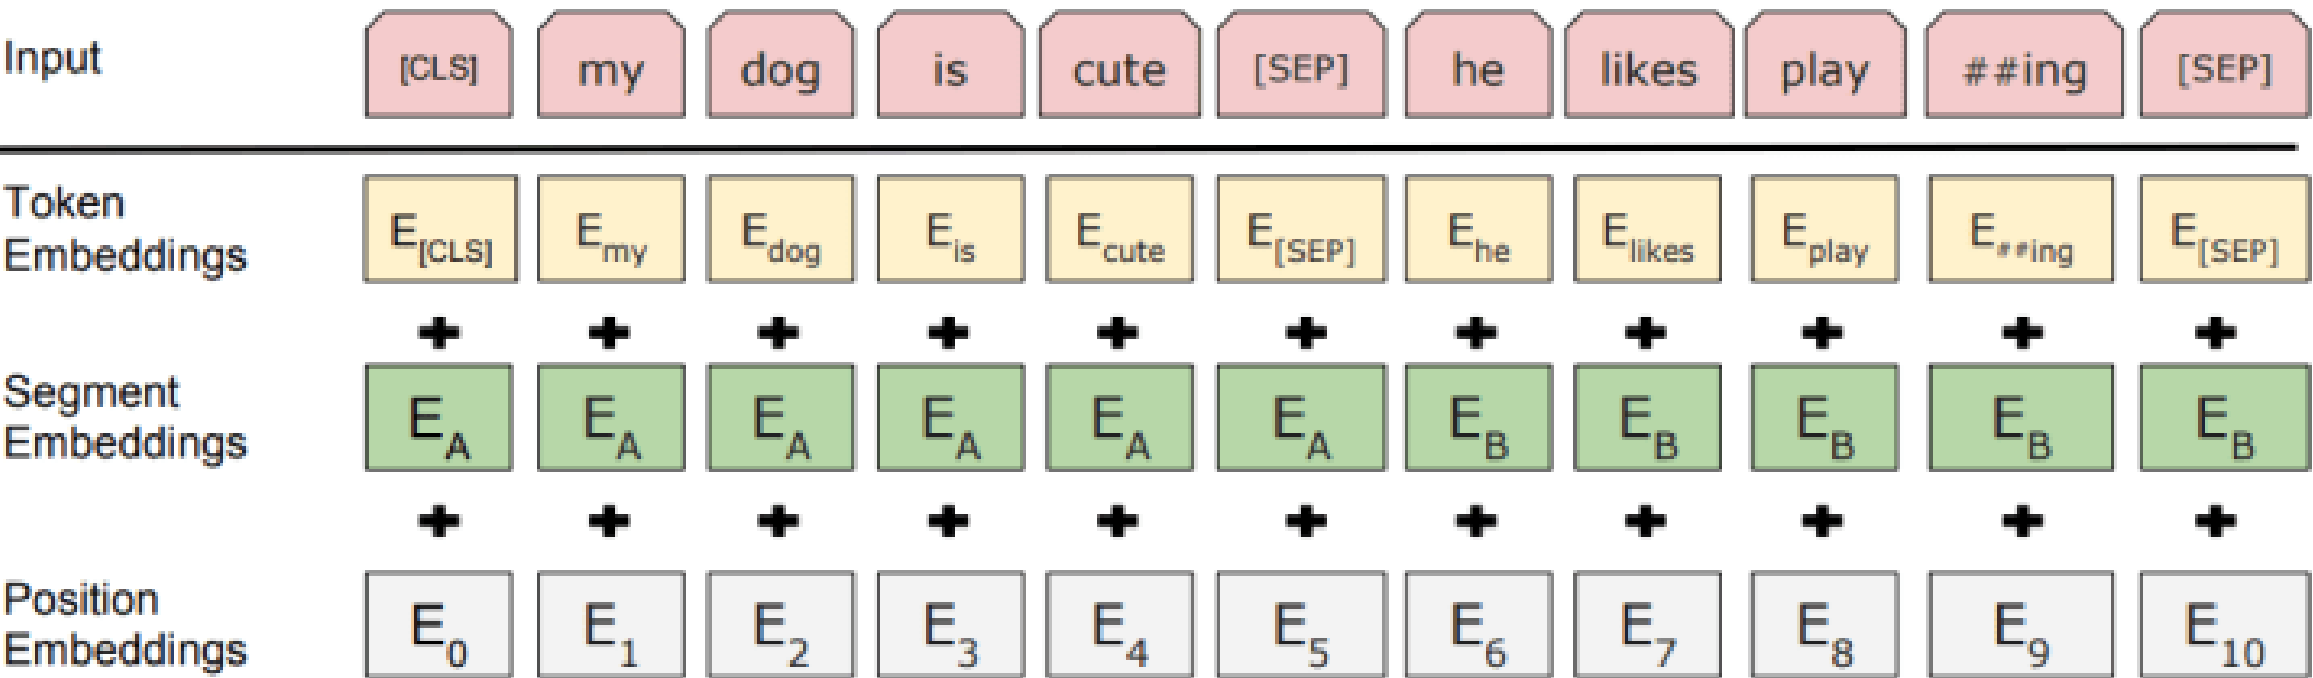 Input [CLS] my dog is cute [SEP] he likes play ##ing [SEP]
Token
Embeddings
E[CLS] Emy Edog Eis Ecute E[SEP] Ehe Elikes Eplay E##ing E[SEP]
+ + + + + + + + + + +
Segment
Embeddings
EA EA EA EA EA EA EB EB EB EB EB
+ + + + + + + + + + +
Position
Embeddings
E0 E1 E2 E3 E4 E5 E6 E7 E8 E9 E10